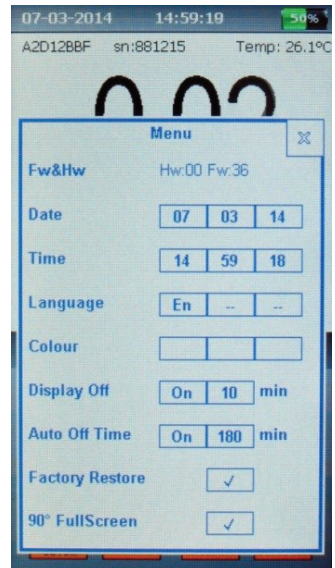 07-03-2014 14:59:19 50%
A2D12BBF sn:881215 Temp: 26.1°C
Menu
Fw&Hw Hw:00 Fw:36
Date 07 03 14
Time 14 59 18
Language En -- --
Colour
Display Off On 10 min
Auto Off Time On 180 min
Factory Restore ✓
90° FullScreen ✓